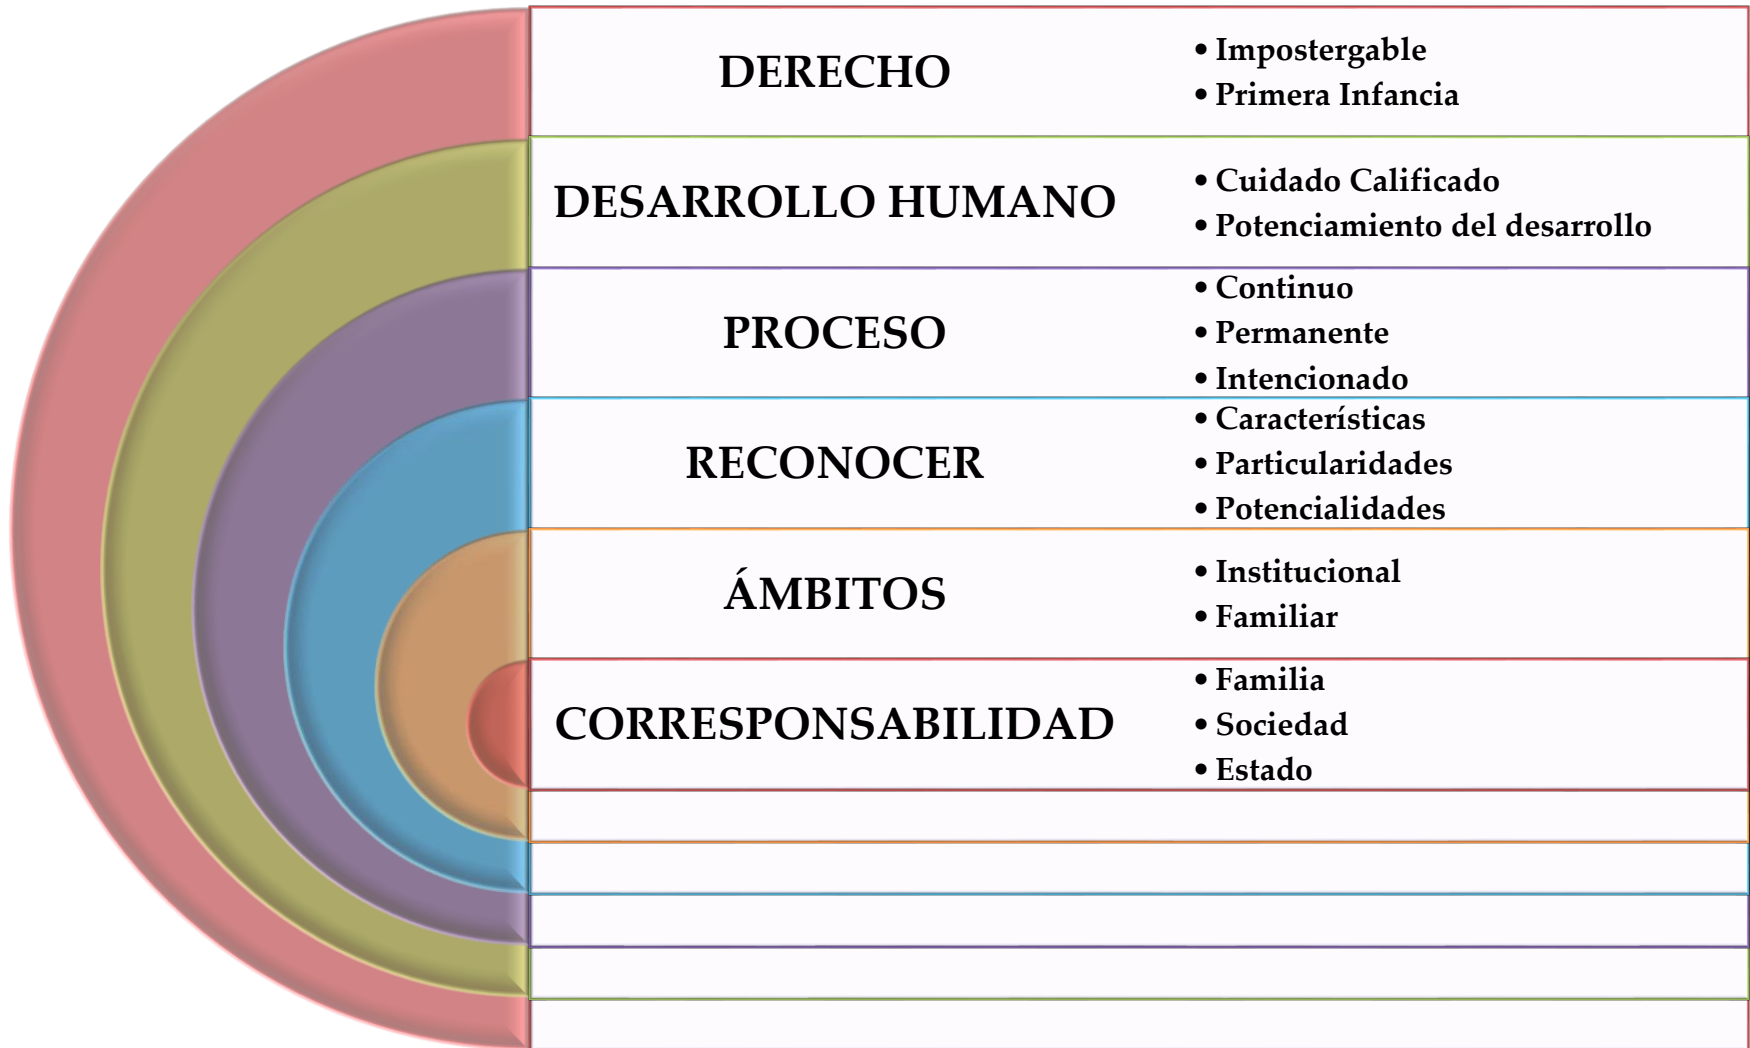 DERECHO
• Impostergable
• Primera Infancia
DESARROLLO HUMANO
• Cuidado Calificado
• Potenciamiento del desarrollo
PROCESO
• Continuo
• Permanente
• Intencionado
RECONOCER
• Características
• Particularidades
• Potencialidades
ÁMBITOS
• Institucional
• Familiar
CORRESPONSABILIDAD
• Familia
• Sociedad
• Estado